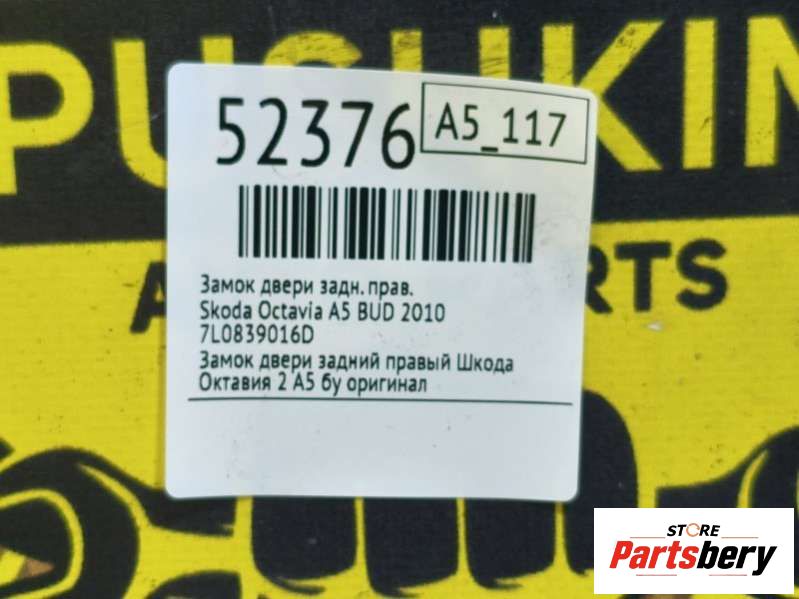 PUSHKIN
52376
A5_117
Замок двери задн. прав.
Skoda Octavia A5 BUD 2010
7L0839016D
Замок двери задний правый Шкода
Октавия 2 А5 бу оригинал
STORE
Partsbery